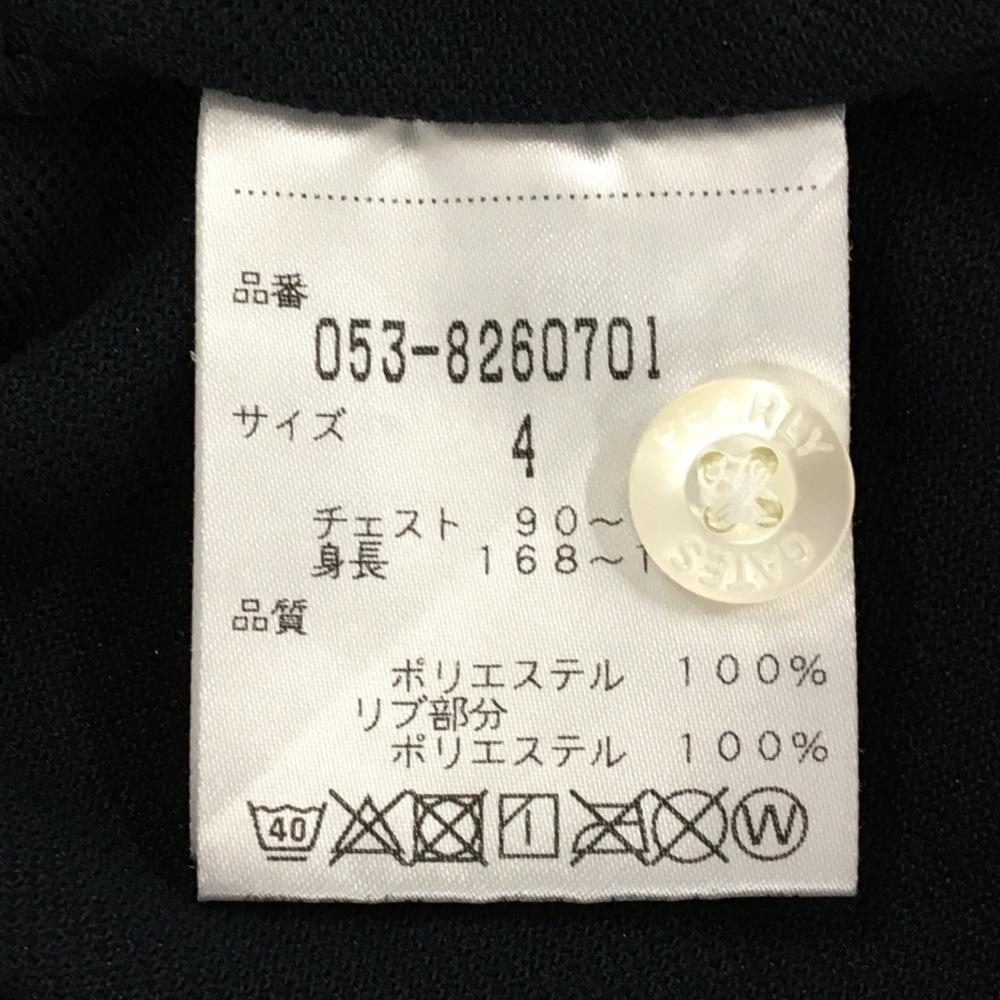 品番
053-8260701
サイズ 4
チェスト 90～
身長 168～1
品質
ポリエステル 100%
リブ部分
ポリエステル 100%
40 W
PEARLY
GATES